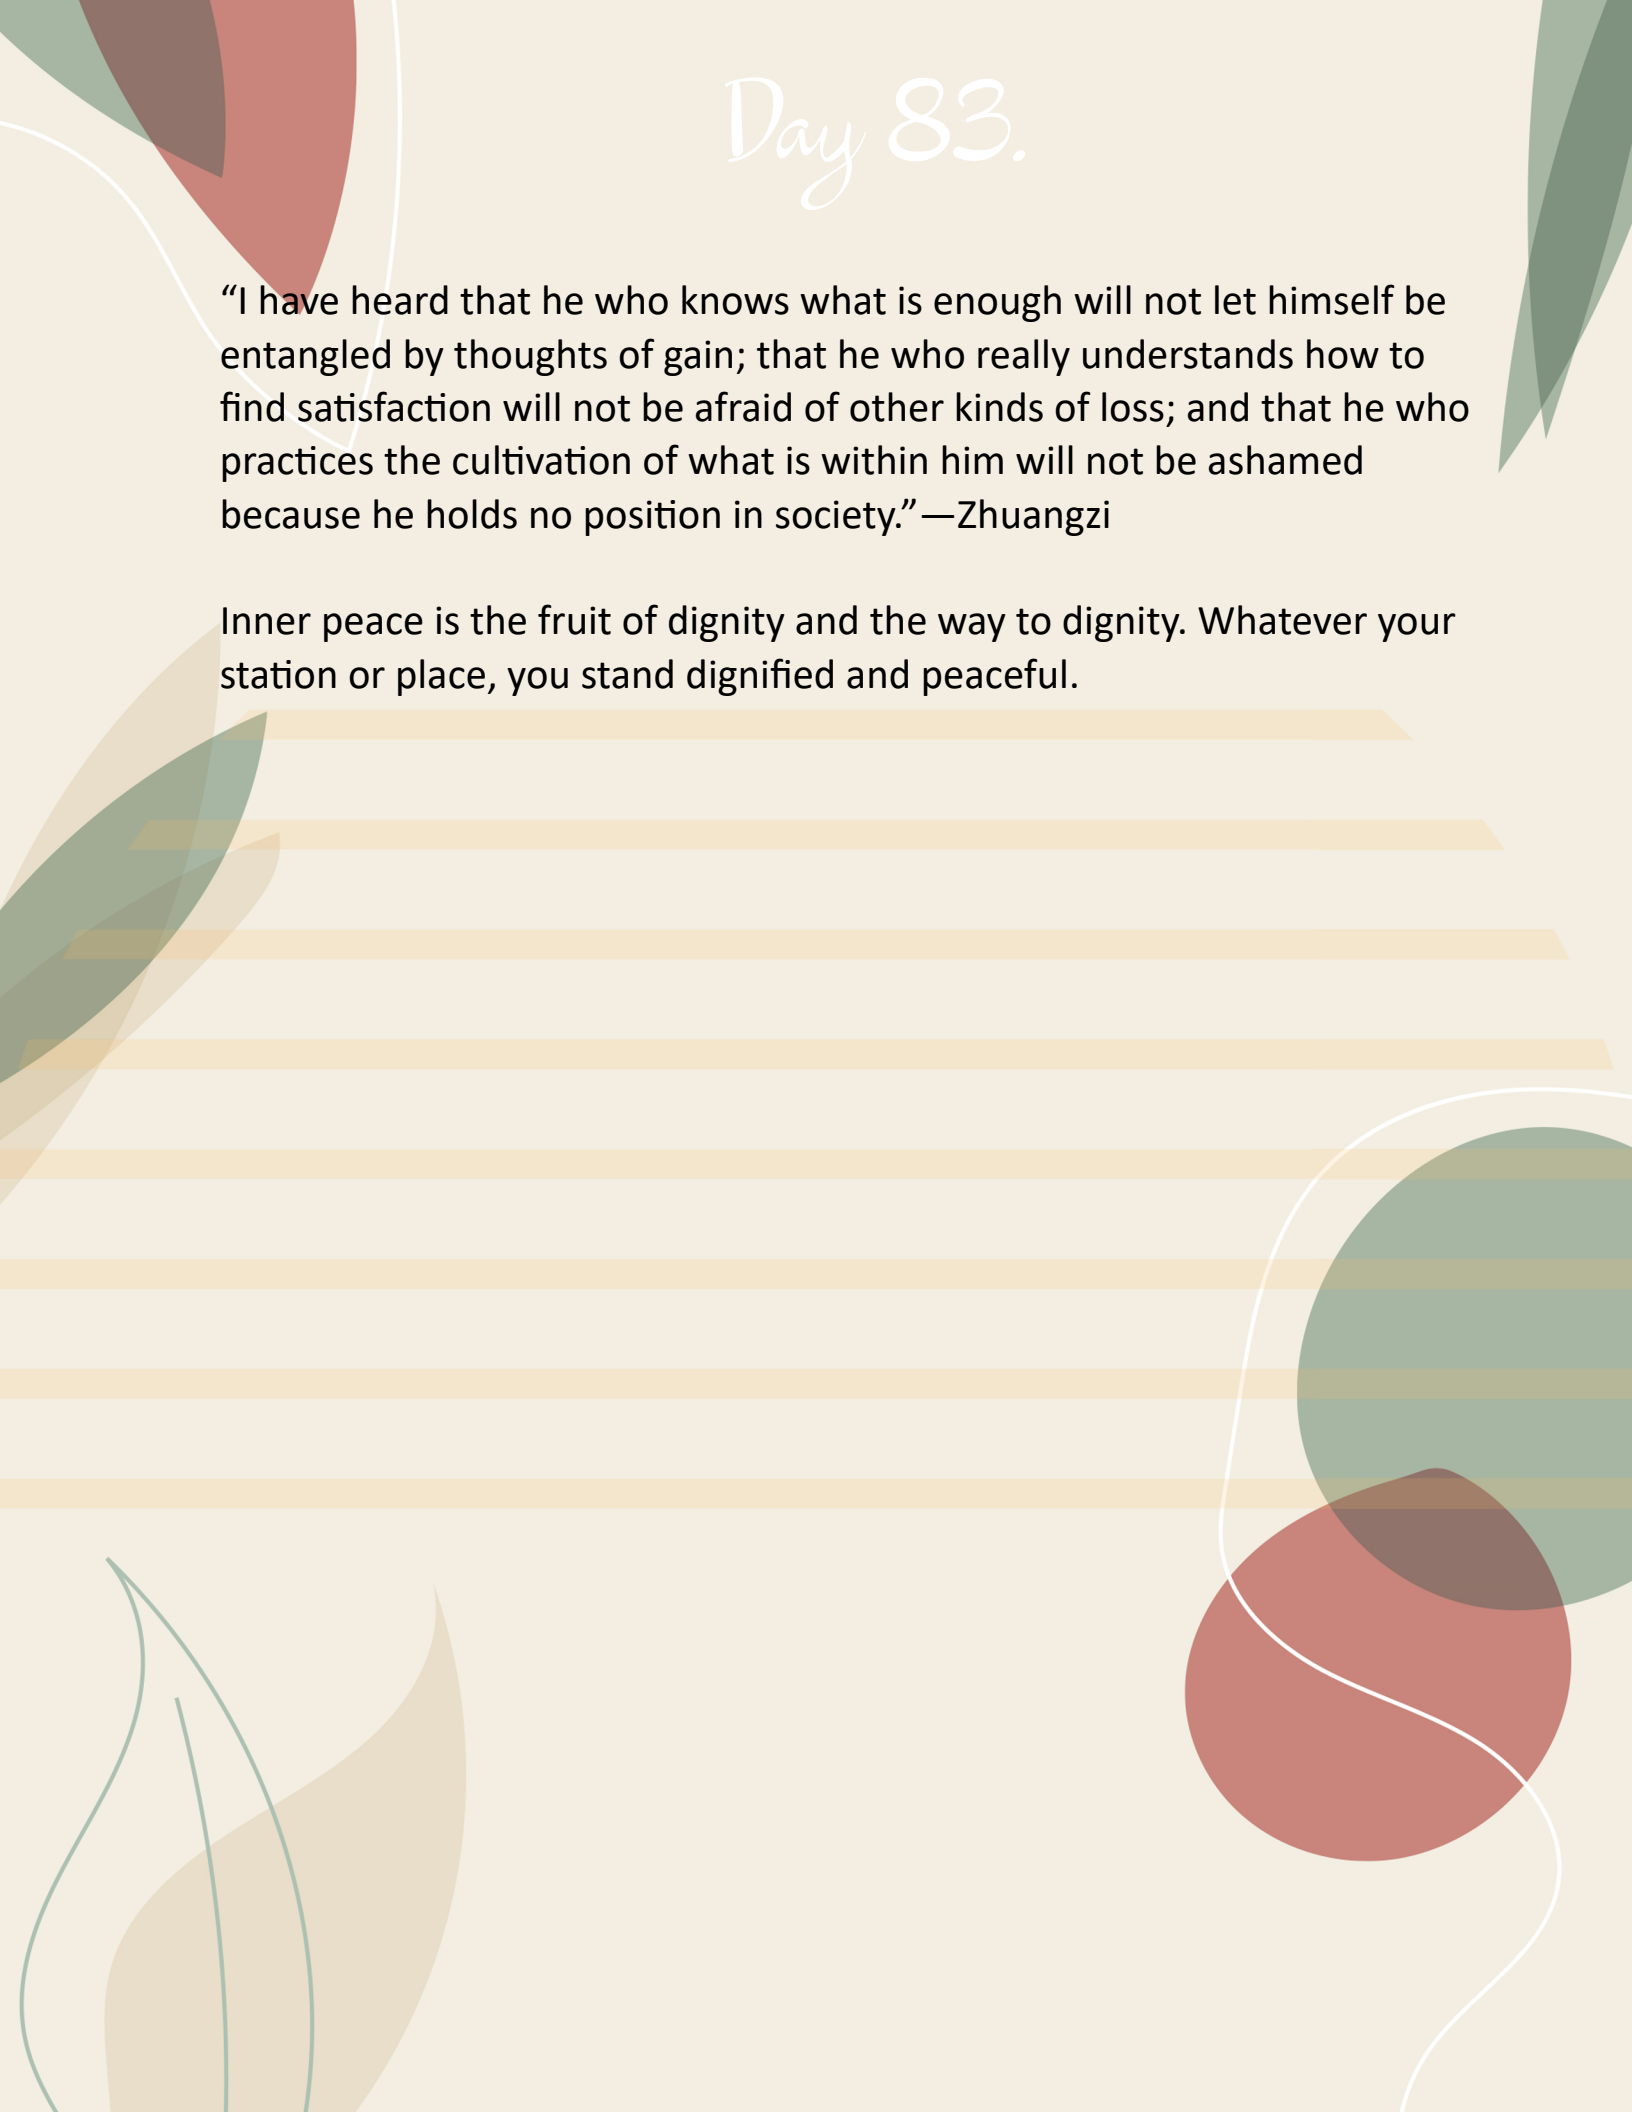 Day 83.
“I have heard that he who knows what is enough will not let himself be
entangled by thoughts of gain; that he who really understands how to
find satisfaction will not be afraid of other kinds of loss; and that he who
practices the cultivation of what is within him will not be ashamed
because he holds no position in society.”—Zhuangzi
Inner peace is the fruit of dignity and the way to dignity. Whatever your
station or place, you stand dignified and peaceful.